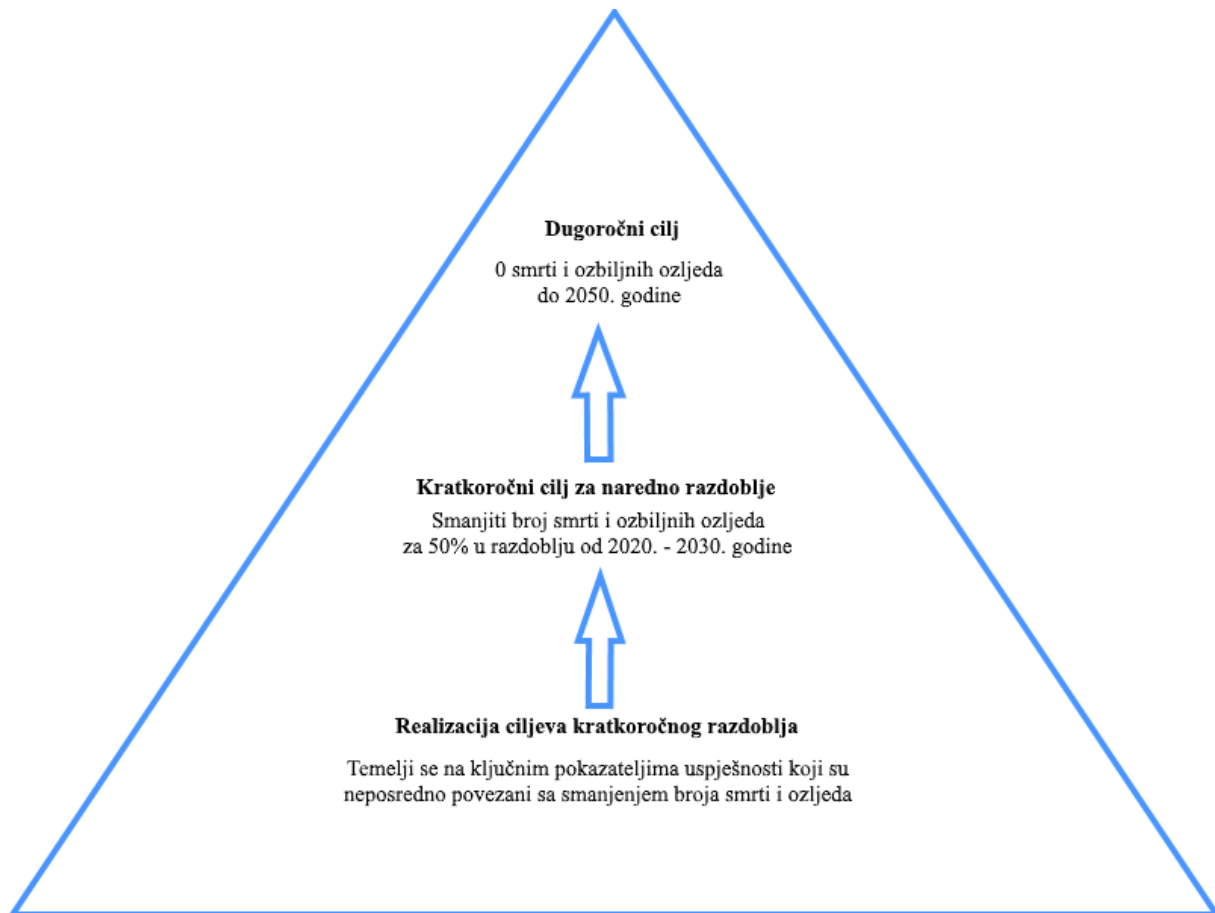 Dugoročni cilj
0 smrti i ozbiljnih ozljeda
do 2050. godine
Kratkoročni cilj za naredno razdoblje
Smanjiti broj smrti i ozbiljnih ozljeda
za 50% u razdoblju od 2020. - 2030. godine
Realizacija ciljeva kratkoročnog razdoblja
Temelji se na ključnim pokazateljima uspješnosti koji su
neposredno povezani sa smanjenjem broja smrti i ozljeda